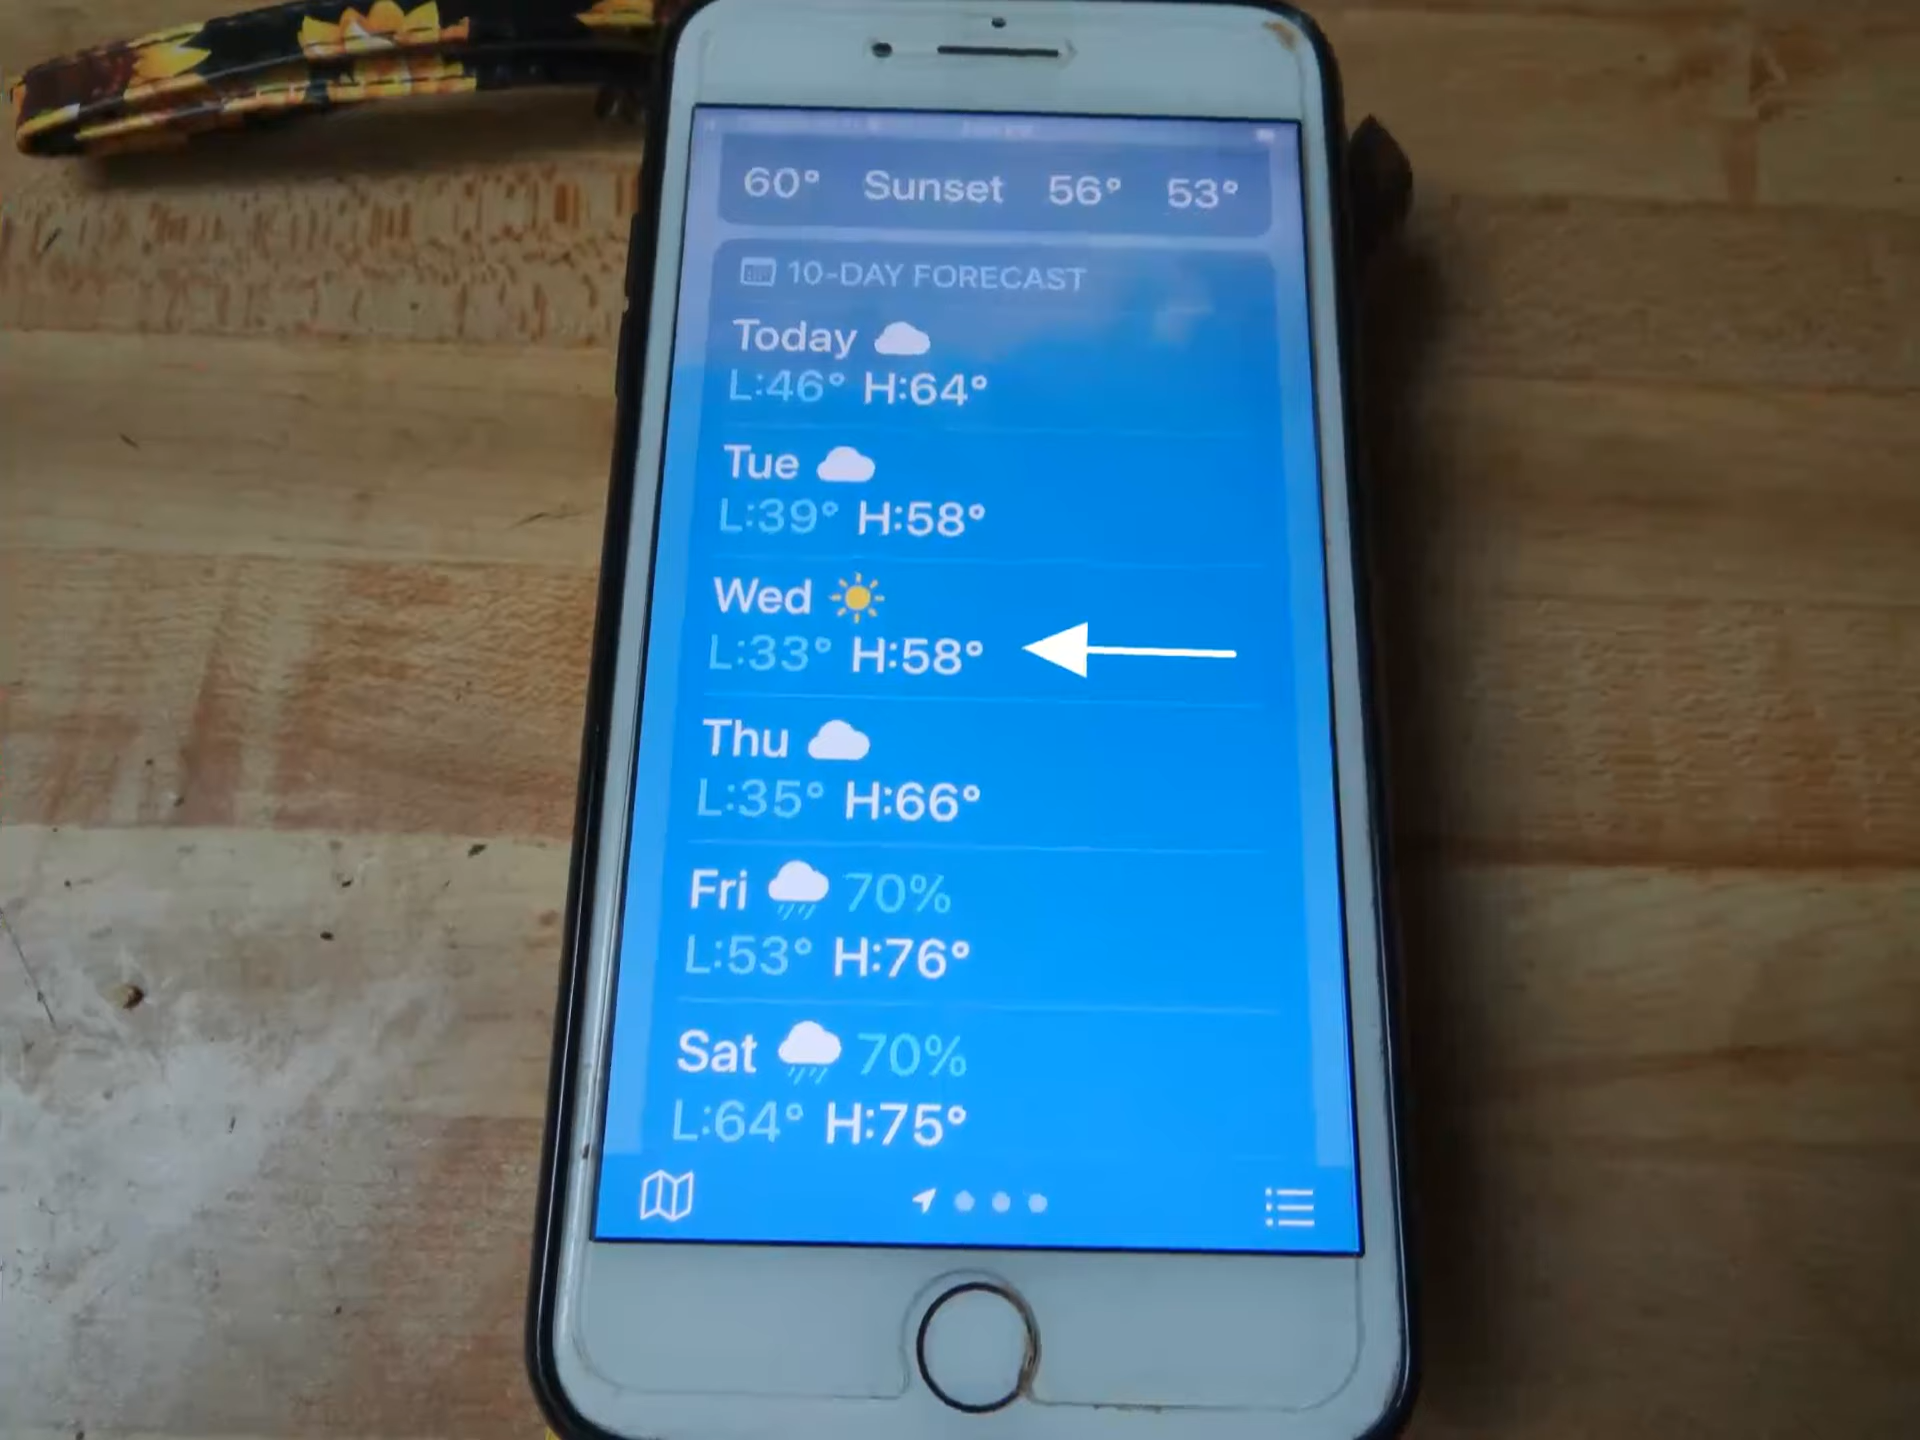 60° Sunset 56° 53°
10-DAY FORECAST
Today
L:46° H:64°
Tue
L:39° H:58°
Wed
L:33° H:58°
Thu
L:35° H:66°
Fri 70%
L:53° H:76°
Sat 70%
L:64° H:75°